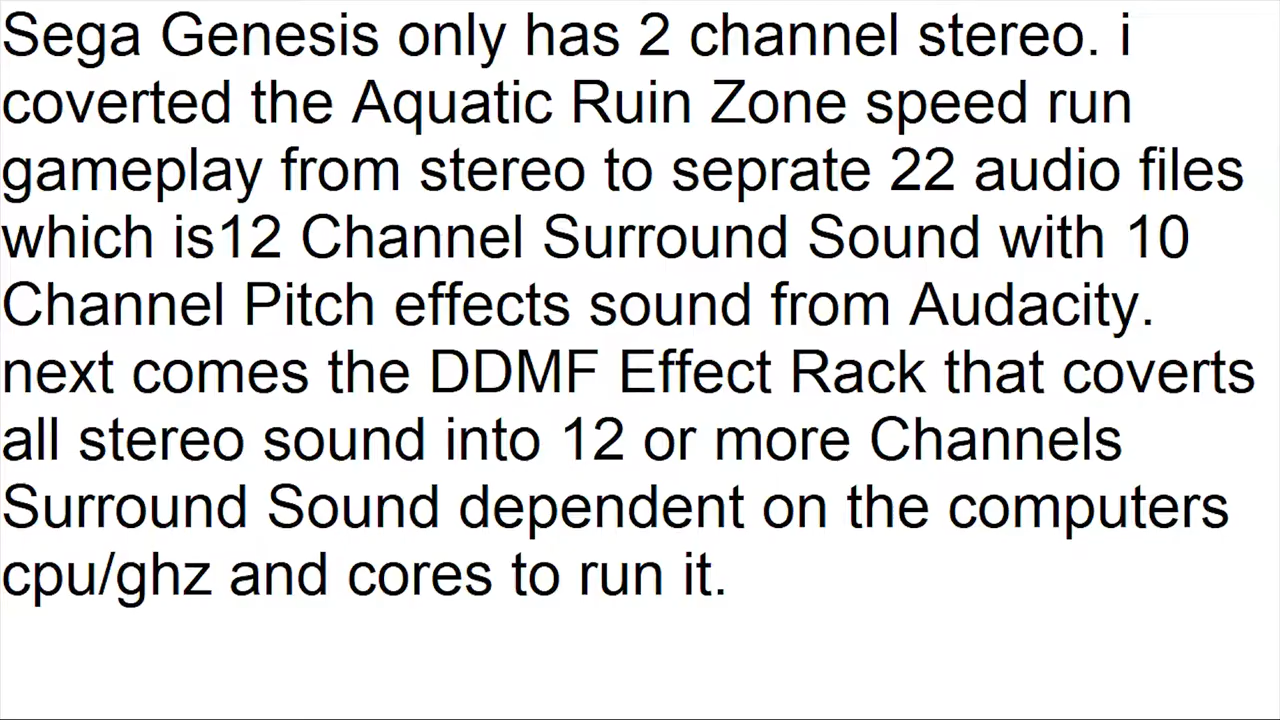 Sega Genesis only has 2 channel stereo. i
coverted the Aquatic Ruin Zone speed run
gameplay from stereo to seprate 22 audio files
which is12 Channel Surround Sound with 10
Channel Pitch effects sound from Audacity.
next comes the DDMF Effect Rack that coverts
all stereo sound into 12 or more Channels
Surround Sound dependent on the computers
cpu/ghz and cores to run it.